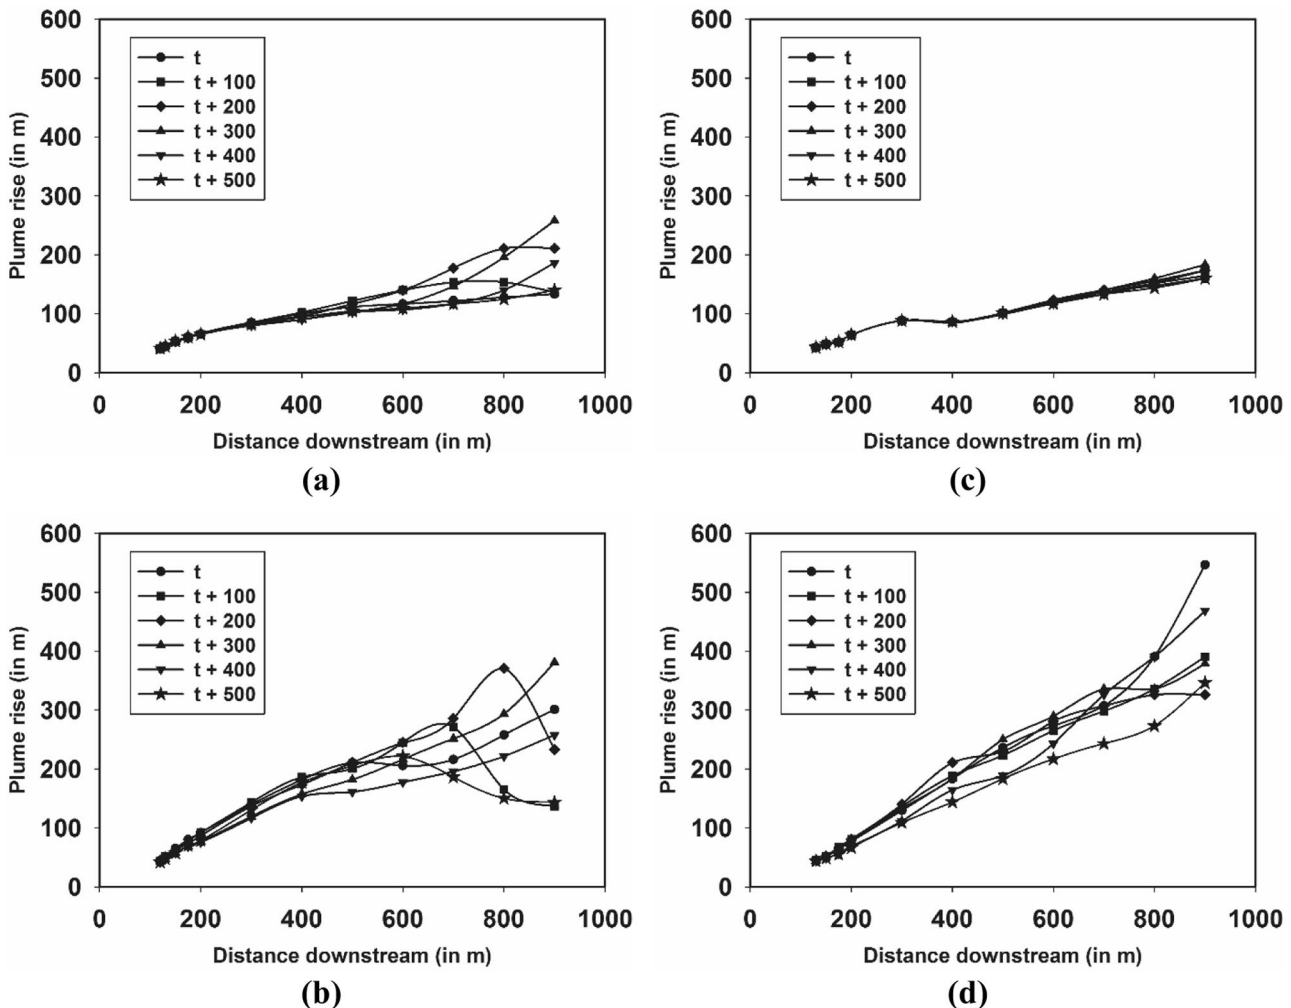 600
500
400
300
200
100
0
Plume rise (in m)
t
t + 100
t + 200
t + 300
t + 400
t + 500
0 200 400 600 800 1000
Distance downstream (in m)
(a)
600
500
400
300
200
100
0
Plume rise (in m)
t
t + 100
t + 200
t + 300
t + 400
t + 500
0 200 400 600 800 1000
Distance downstream (in m)
(c)
600
500
400
300
200
100
0
Plume rise (in m)
t
t + 100
t + 200
t + 300
t + 400
t + 500
0 200 400 600 800 1000
Distance downstream (in m)
(b)
600
500
400
300
200
100
0
Plume rise (in m)
t
t + 100
t + 200
t + 300
t + 400
t + 500
0 200 400 600 800 1000
Distance downstream (in m)
(d)